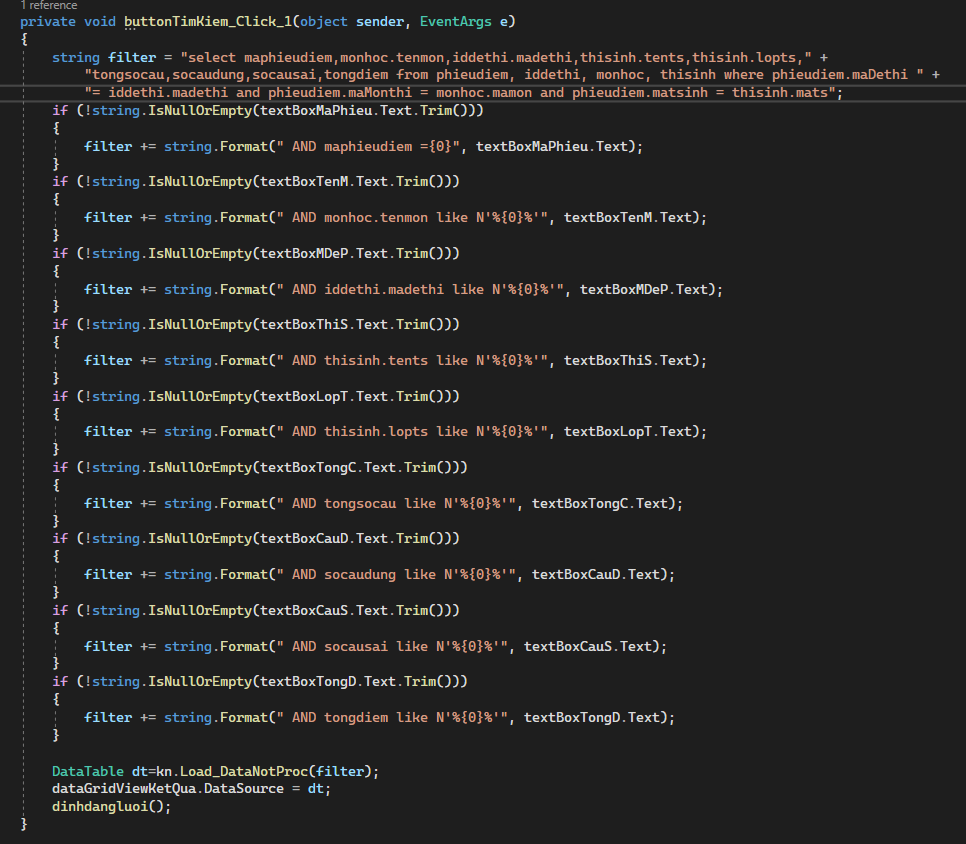 1 reference
private void buttonTimKiem_Click_1(object sender, EventArgs e)
{
string filter = "select maphieudiem,monhoc.tenmon,iddethi.madethi,thisinh.tents,thisinh.lopts," +
"tongsocau,socaudung,socausai,tongdiem from phieudiem, iddethi, monhoc, thisinh where phieudiem.maDethi " +
"= iddethi.madethi and phieudiem.maMonthi = monhoc.mamon and phieudiem.matsinh = thisinh.mats";
if (!string.IsNullOrEmpty(textBoxMaPhieu.Text.Trim()))
{
filter += string.Format(" AND maphieudiem ={0}", textBoxMaPhieu.Text);
}
if (!string.IsNullOrEmpty(textBoxTenM.Text.Trim()))
{
filter += string.Format(" AND monhoc.tenmon like N'%{0}%'", textBoxTenM.Text);
}
if (!string.IsNullOrEmpty(textBoxMDeP.Text.Trim()))
{
filter += string.Format(" AND iddethi.madethi like N'%{0}%'", textBoxMDeP.Text);
}
if (!string.IsNullOrEmpty(textBoxThiS.Text.Trim()))
{
filter += string.Format(" AND thisinh.tents like N'%{0}%'", textBoxThiS.Text);
}
if (!string.IsNullOrEmpty(textBoxLopT.Text.Trim()))
{
filter += string.Format(" AND thisinh.lopts like N'%{0}%'", textBoxLopT.Text);
}
if (!string.IsNullOrEmpty(textBoxTongC.Text.Trim()))
{
filter += string.Format(" AND tongsocau like N'%{0}%'", textBoxTongC.Text);
}
if (!string.IsNullOrEmpty(textBoxCauD.Text.Trim()))
{
filter += string.Format(" AND socaudung like N'%{0}%'", textBoxCauD.Text);
}
if (!string.IsNullOrEmpty(textBoxCauS.Text.Trim()))
{
filter += string.Format(" AND socausai like N'%{0}%'", textBoxCauS.Text);
}
if (!string.IsNullOrEmpty(textBoxTongD.Text.Trim()))
{
filter += string.Format(" AND tongdiem like N'%{0}%'", textBoxTongD.Text);
}
DataTable dt=kn.Load_DataNotProc(filter);
dataGridViewKetQua.DataSource = dt;
dinhdangluoi();
}